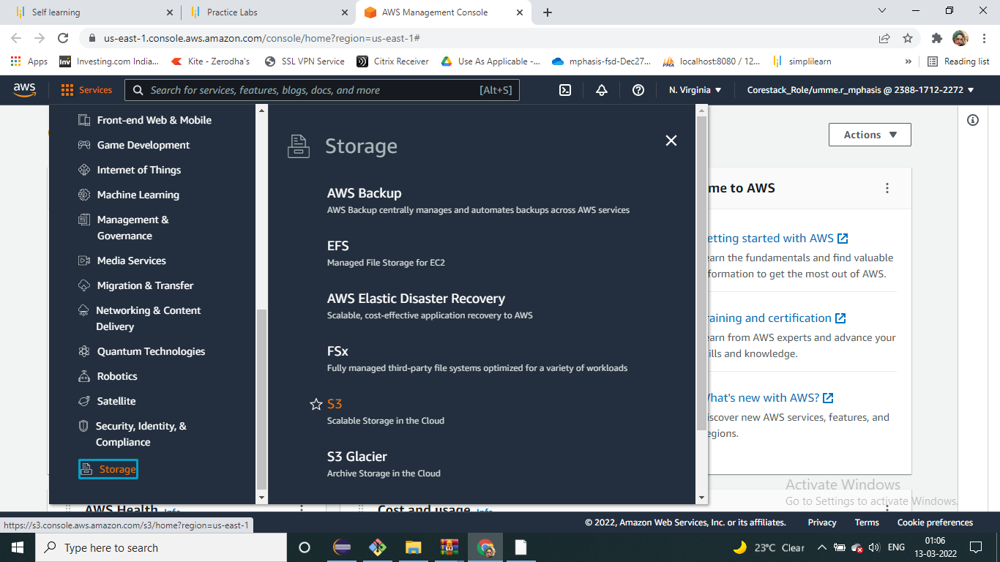 Self learning
Practice Labs
AWS Management Console
us-east-1.console.aws.amazon.com/console/home?region=us-east-1#
Apps
Investing.com India...
Kite - Zerodha's
SSL VPN Service
Citrix Receiver
Use As Applicable -...
mphasis-fsd-Dec27...
localhost:8080 / 12...
simplilearn
»
Reading list
aws
Services
Search for services, features, blogs, docs, and more
[Alt+S]
N. Virginia
Corestack_Role/umme.r_mphasis @ 2388-1712-2272
Front-end Web & Mobile
Game Development
Internet of Things
Machine Learning
Management &
Governance
Media Services
Migration & Transfer
Networking & Content
Delivery
Quantum Technologies
Robotics
Satellite
Security, Identity, &
Compliance
Storage
Storage
AWS Backup
AWS Backup centrally manages and automates backups across AWS services
EFS
Managed File Storage for EC2
AWS Elastic Disaster Recovery
Scalable, cost-effective application recovery to AWS
FSx
Fully managed third-party file systems optimized for a variety of workloads
S3
Scalable Storage in the Cloud
S3 Glacier
Archive Storage in the Cloud
Actions
me to AWS
etting started with AWS
earn the fundamentals and find valuable
formation to get the most out of AWS.
raining and certification
earn from AWS experts and advance your
ills and knowledge.
hat's new with AWS?
iscover new AWS services, features, and
egions.
Activate Windows
Go to Settings to activate Windows.
AWS Health Info
Cost and usage Info
https://s3.console.aws.amazon.com/s3/home?region=us-east-1
© 2022, Amazon Web Services, Inc. or its affiliates.
Privacy
Terms
Cookie preferences
Type here to search
23°C Clear
ENG
01:06
13-03-2022